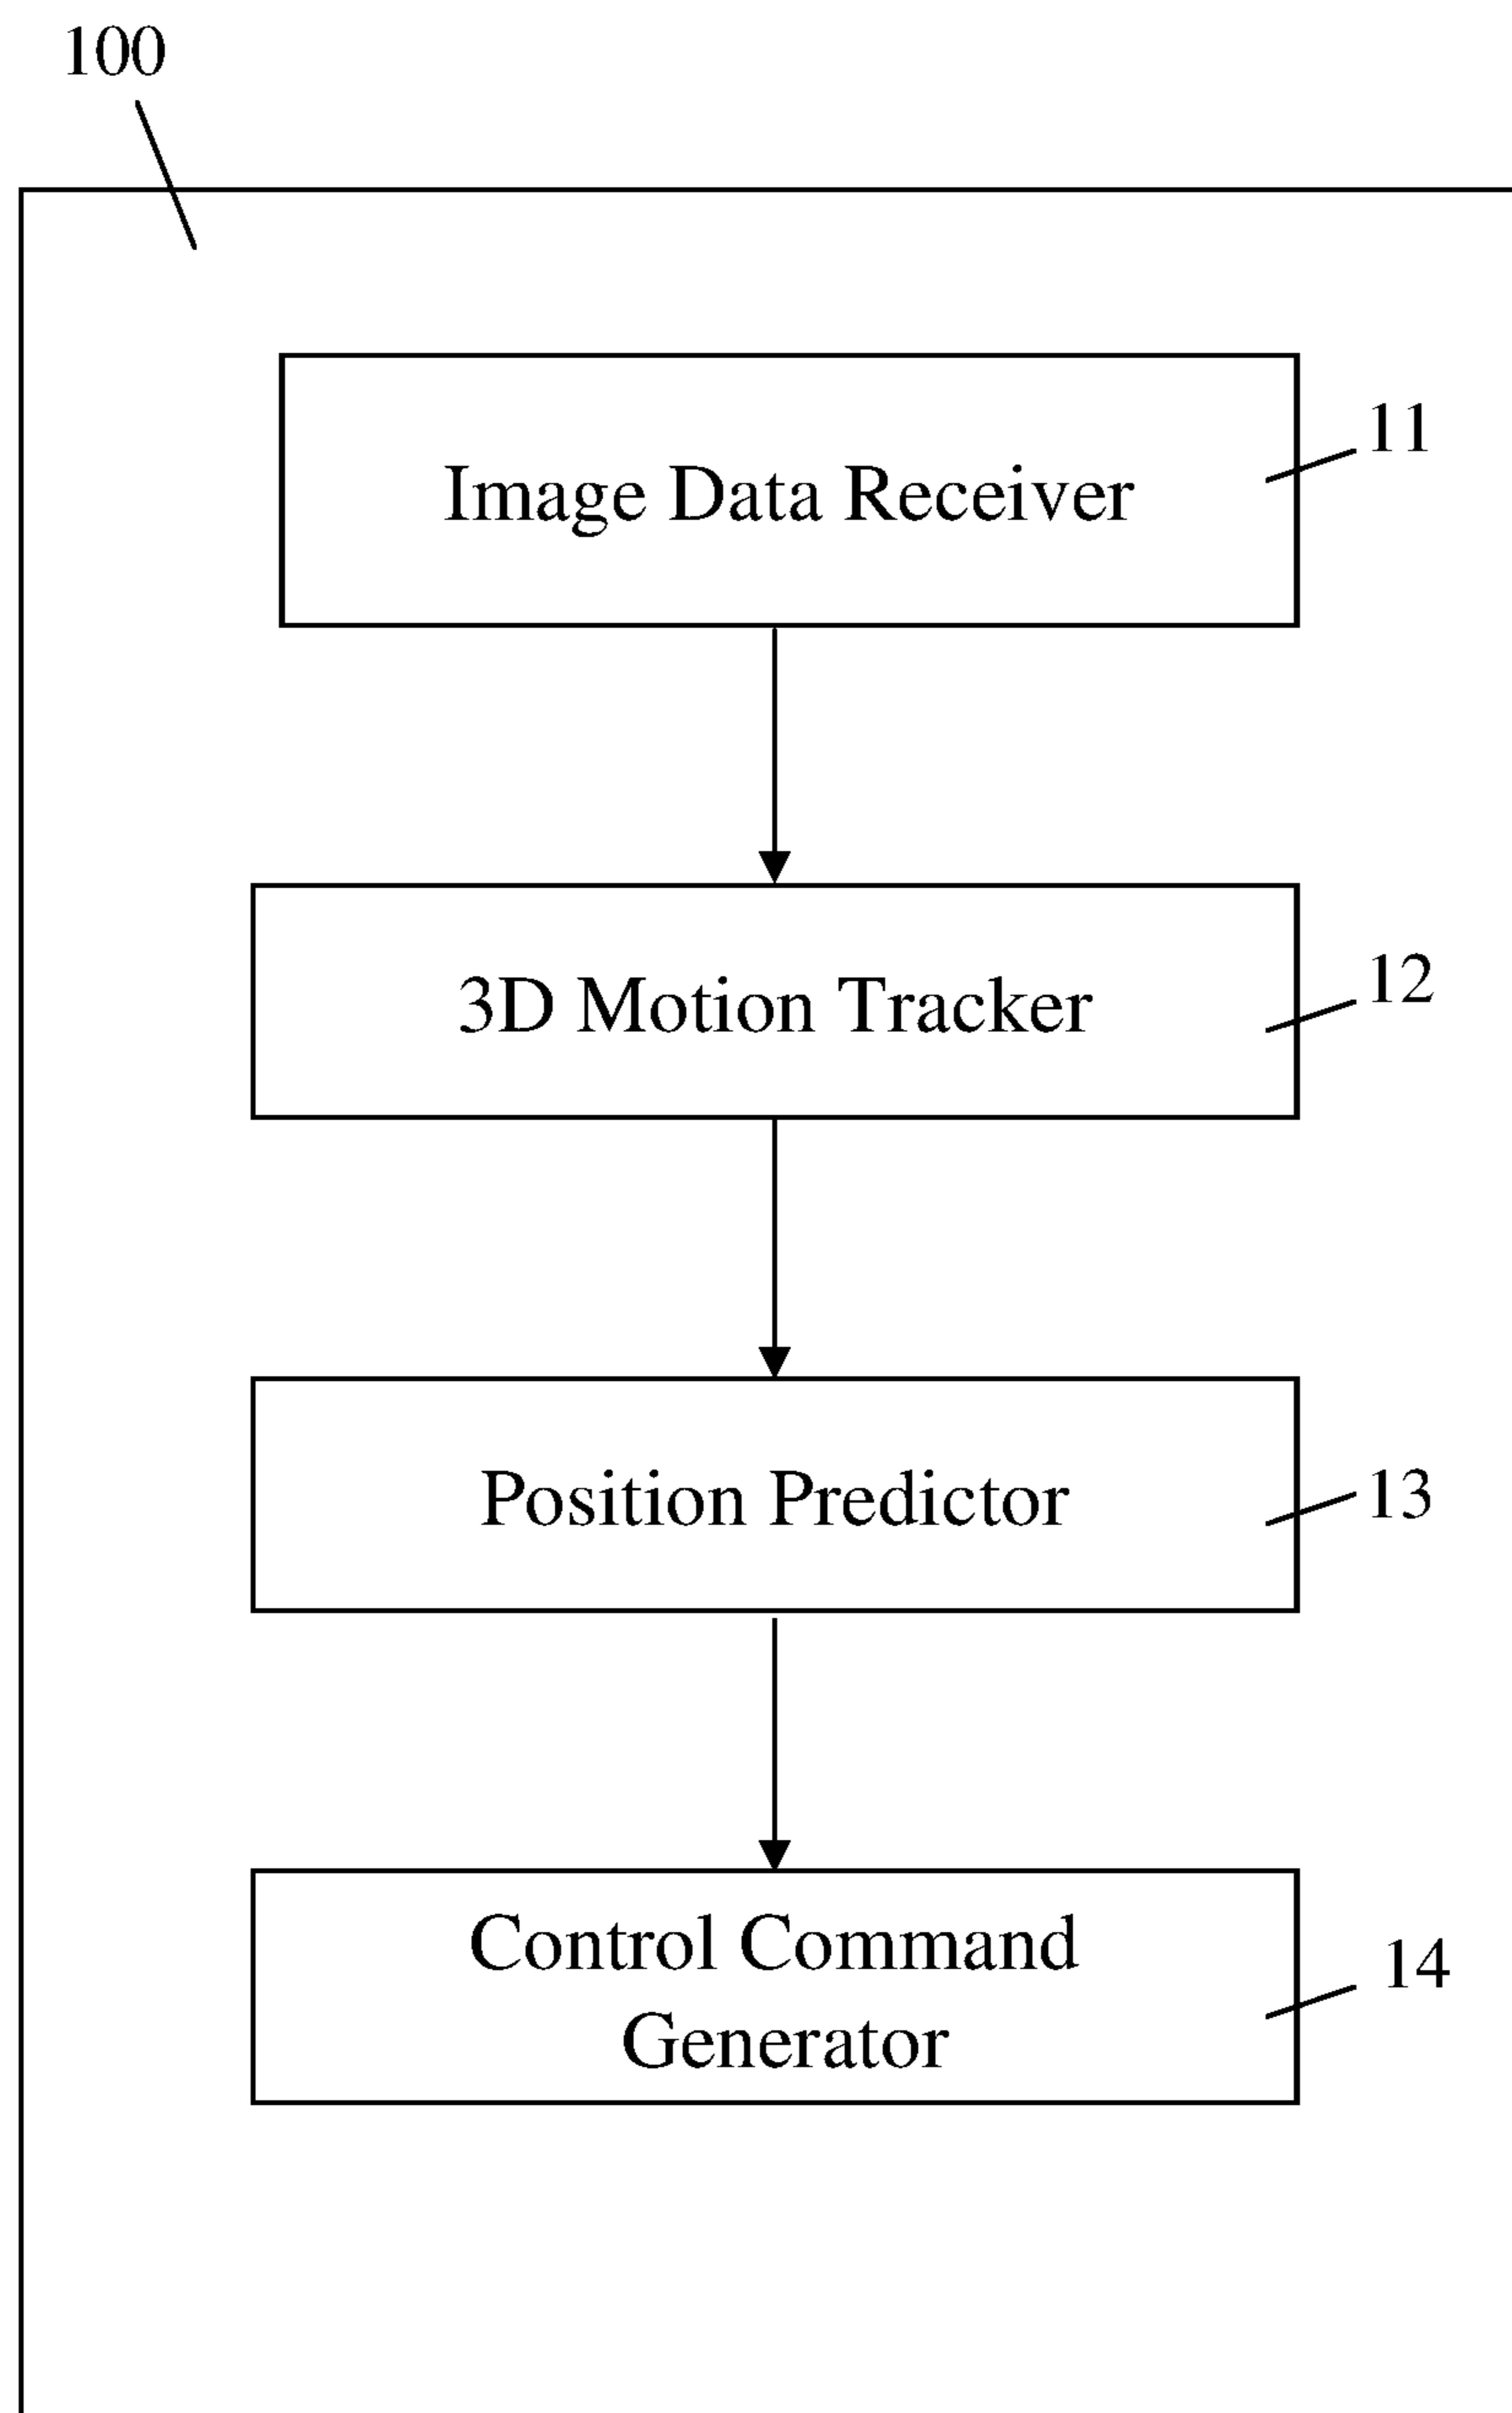 100
Image Data Receiver
11
3D Motion Tracker
12
Position Predictor
13
Control Command
Generator
14